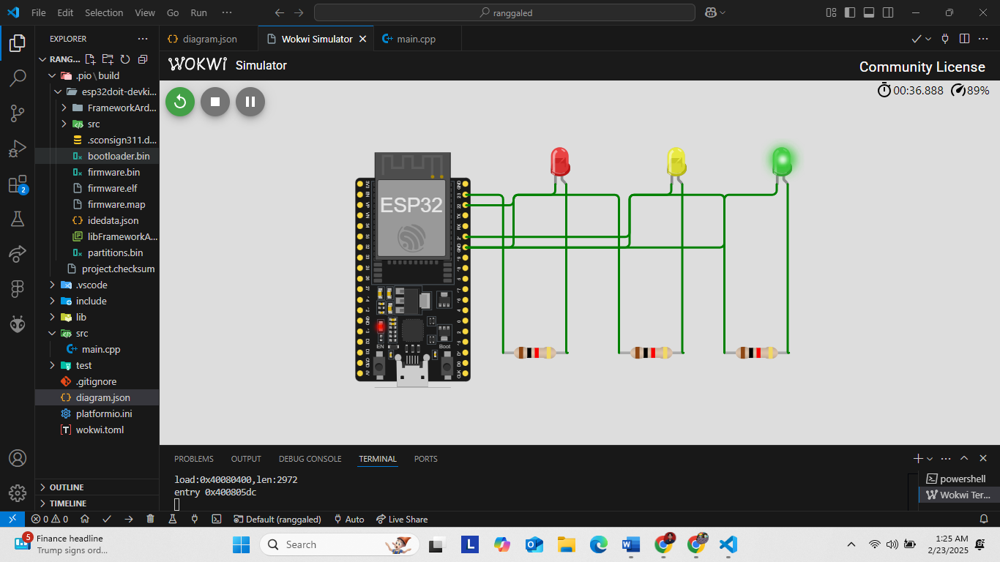 File Edit Selection View Go Run ··· ranggaled
EXPLORER ···
diagram.json Wokwi Simulator main.cpp
RANG...
.pio \ build
esp32doit-devki...
FrameworkArd...
src
.sconsign311.d...
bootloader.bin
firmware.bin
firmware.elf
firmware.map
idedata.json
libFrameworkA...
partitions.bin
project.checksum
.vscode
include
lib
src
main.cpp
test
.gitignore
diagram.json
platformio.ini
wokwi.toml
OUTLINE
TIMELINE
2
WOKWI Simulator
Community License
00:36.888 89%
ESP32
EN Boot
PROBLEMS OUTPUT DEBUG CONSOLE TERMINAL PORTS
load:0x40080400,len:2972
entry 0x400805dc
powershell
Wokwi Ter...
0 0 Default (ranggaled) Auto Live Share
5
Finance headline
Trump signs ord...
Search
1:25 AM
2/23/2025